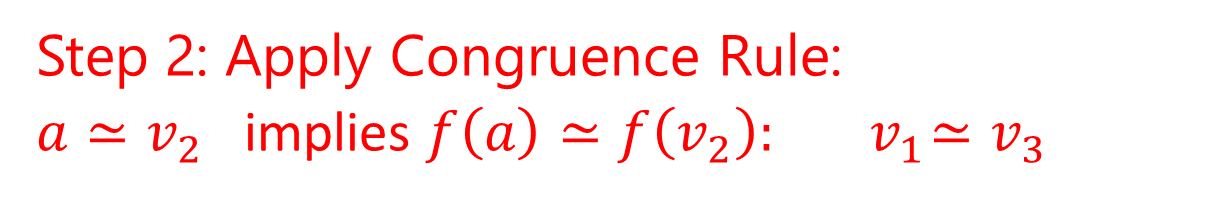 Step 2: Apply Congruence Rule:
𝑎 ≃ 𝑣₂ implies 𝑓(𝑎) ≃ 𝑓(𝑣₂): 𝑣₁ ≃ 𝑣₃